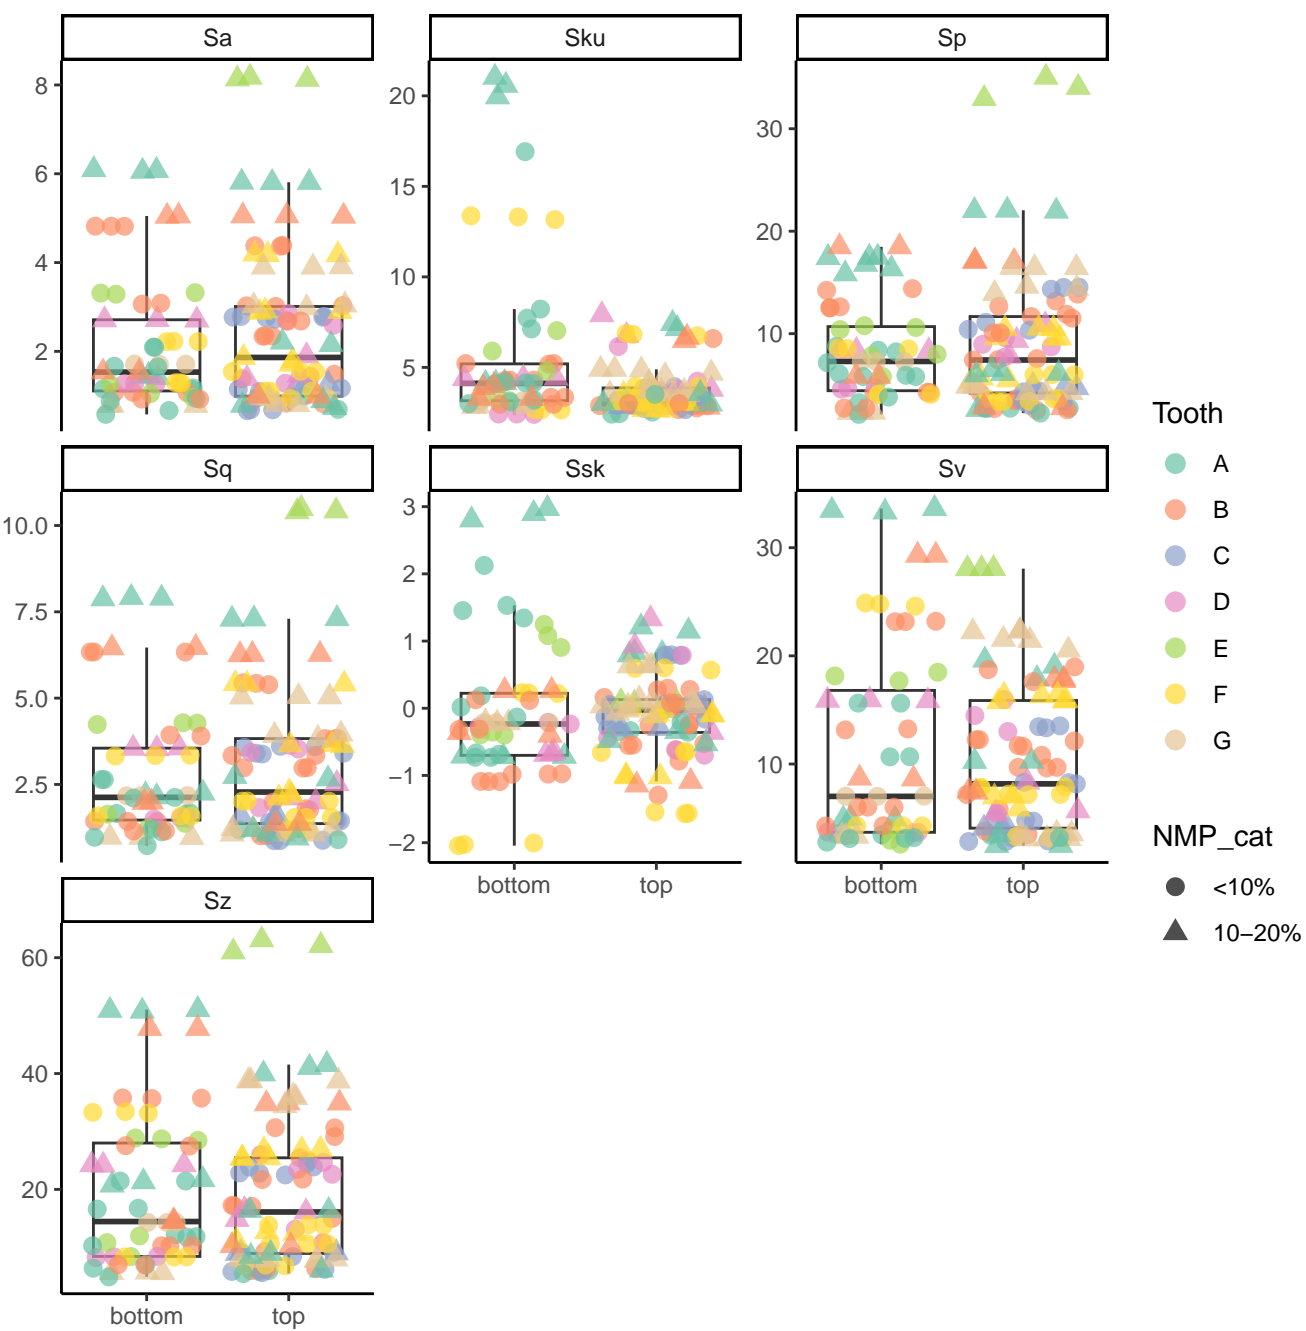 Sa
Sku
Sp
8
6
4
2
20
15
10
5
30
20
10
Sq
Ssk
Sv
10.0
7.5
5.0
2.5
3
2
1
0
−1
−2
30
20
10
bottom
top
bottom
top
Sz
60
40
20
bottom
top
Tooth
A
B
C
D
E
F
G
NMP_cat
<10%
10−20%